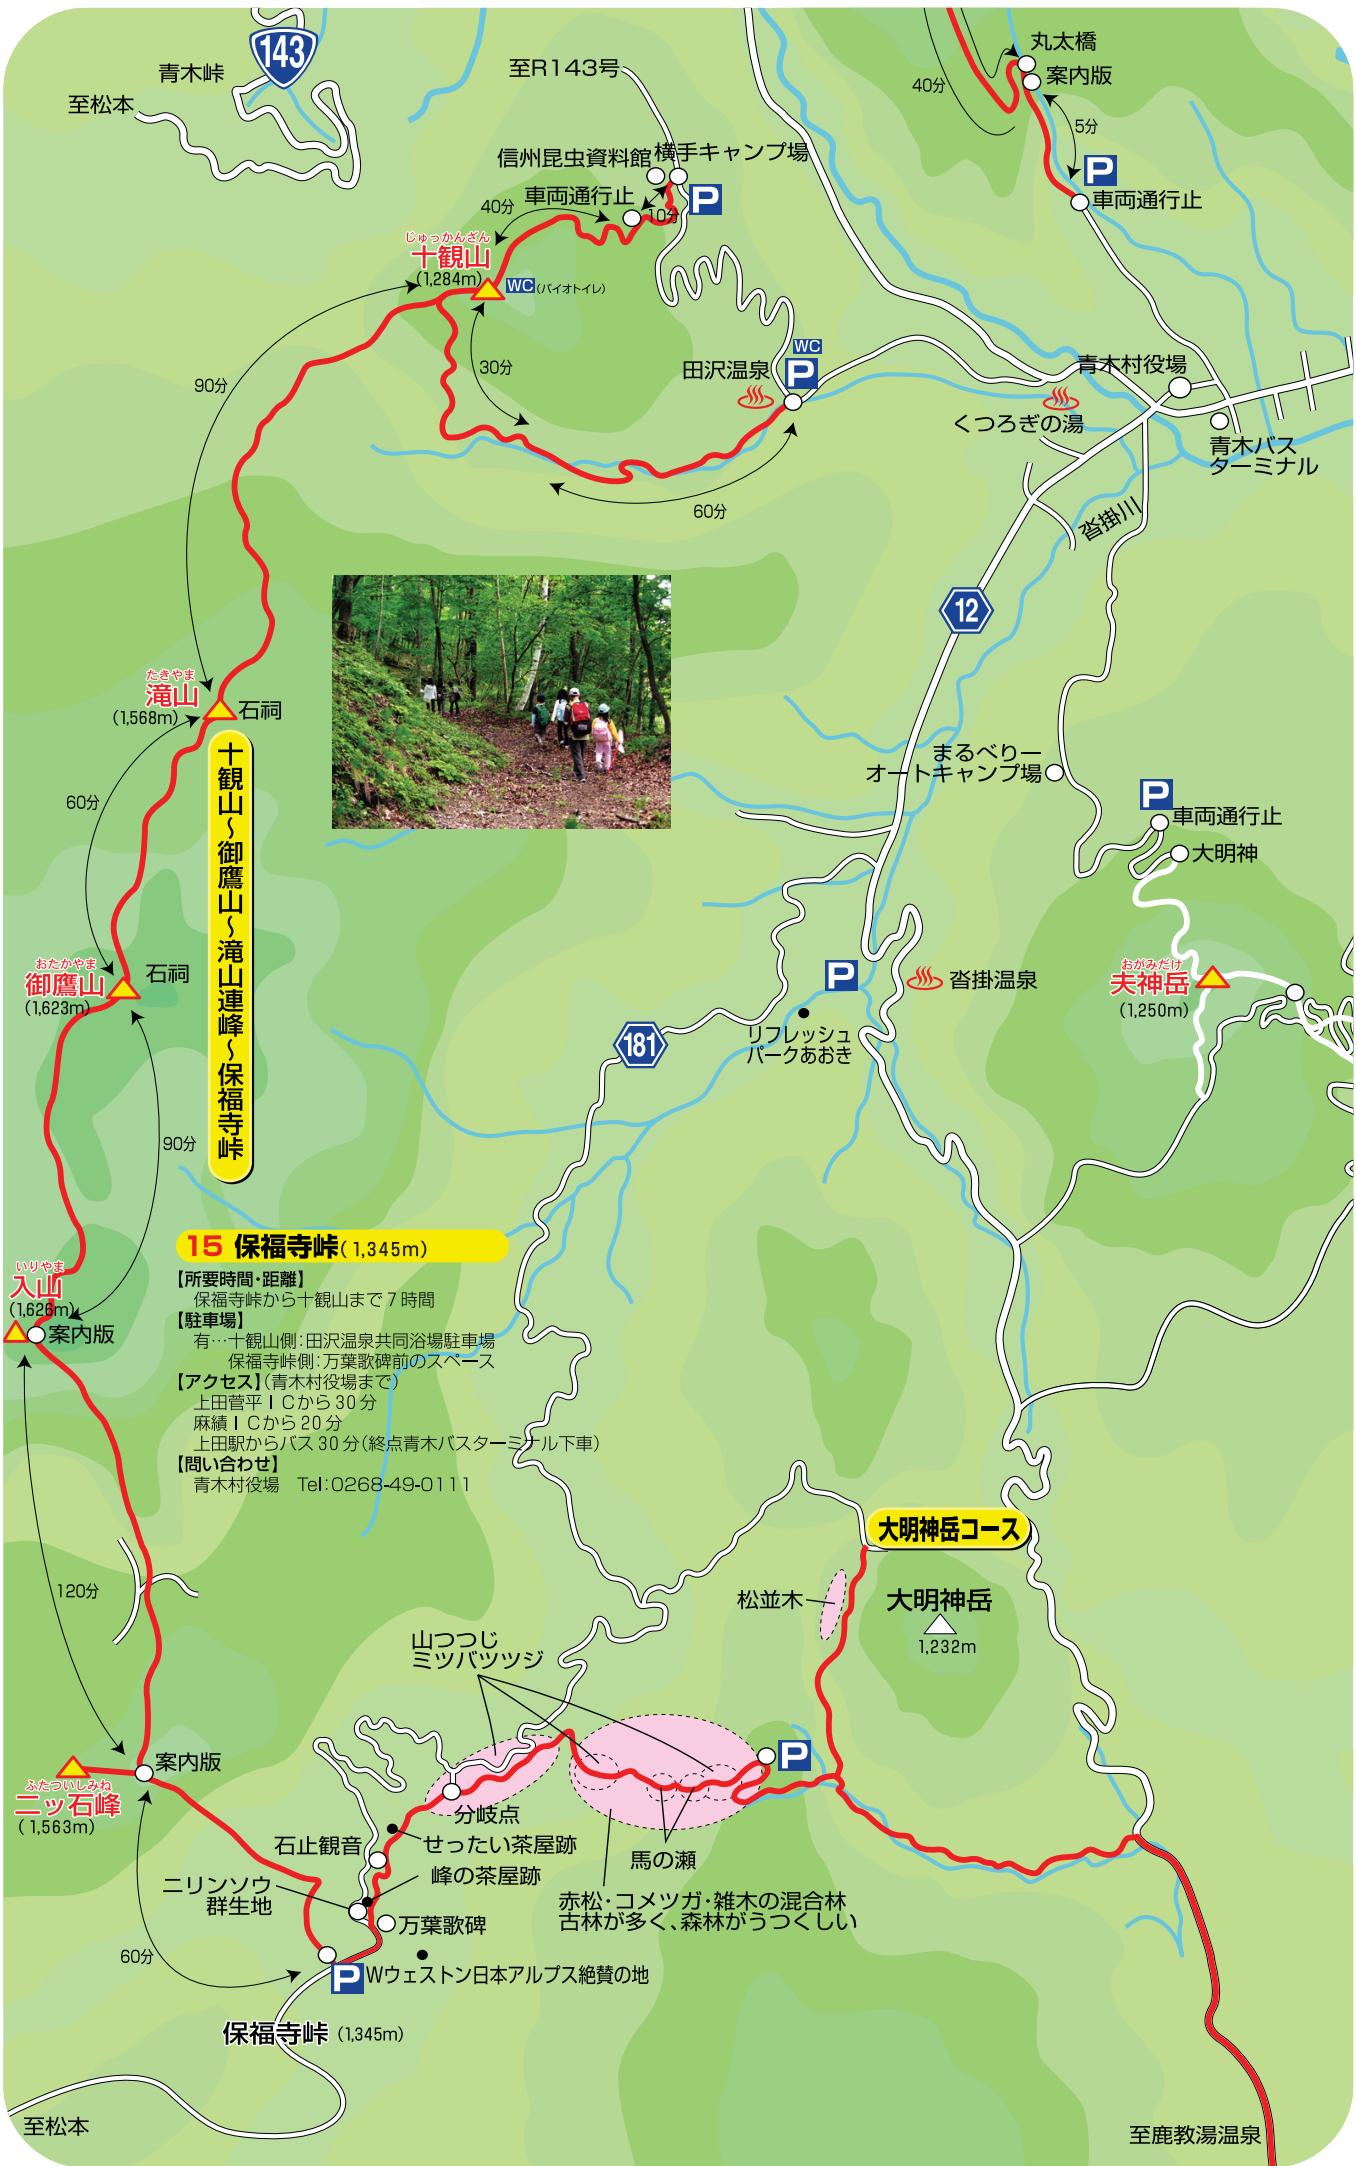 143
青木峠
至松本
至R143号
信州昆虫資料館
横手キャンプ場
車両通行止
P
40分
10分
じゅっかんざん
十観山
(1,284m)
WC(バイオトイレ)
丸太橋
案内版
40分
5分
P
車両通行止
90分
30分
田沢温泉
WC
P
60分
青木村役場
くつろぎの湯
青木バス
ターミナル
沓掛川
12
たきやま
滝山
(1,568m)
石祠
60分
十観山～御鷹山～滝山連峰～保福寺峠
まるべりー
オートキャンプ場
P
車両通行止
大明神
おたかやま
御鷹山
(1,623m)
石祠
P
沓掛温泉
おがみだけ
夫神岳
(1,250m)
リフレッシュ
パークあおき
181
90分
いりやま
入山
(1,626m)
案内版
15 保福寺峠(1,345m)
【所要時間・距離】
保福寺峠から十観山まで7時間
【駐車場】
有…十観山側:田沢温泉共同浴場駐車場
保福寺峠側:万葉歌碑前のスペース
【アクセス】(青木村役場まで)
上田菅平ＩＣから30分
麻績ＩＣから20分
上田駅からバス30分(終点青木バスターミナル下車)
【問い合わせ】
青木村役場　Tel:0268-49-0111
120分
大明神岳コース
松並木
大明神岳
1,232m
山つつじ
ミツバツツジ
案内版
ふたついしみね
二ッ石峰
(1,563m)
P
分岐点
せったい茶屋跡
石止観音
峰の茶屋跡
馬の瀬
ニリンソウ
群生地
赤松・コメツガ・雑木の混合林
古林が多く、森林がうつくしい
万葉歌碑
60分
P
Wウェストン日本アルプス絶賛の地
保福寺峠 (1,345m)
至松本
至鹿教湯温泉